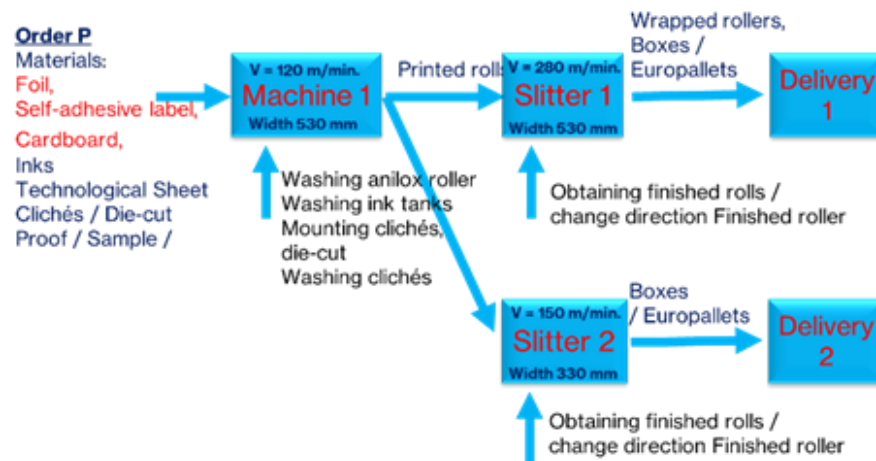 Order P
Materials:
Foil,
Self-adhesive label,
Cardboard,
Inks
Technological Sheet
Clichés / Die-cut
Proof / Sample /
V = 120 m/min.
Machine 1
Width 530 mm
Washing anilox roller
Washing ink tanks
Mounting clichés,
die-cut
Washing clichés
Printed rolls
V = 280 m/min.
Slitter 1
Width 530 mm
Obtaining finished rolls /
change direction Finished roller
Wrapped rollers,
Boxes /
Europallets
Delivery
1
V = 150 m/min.
Slitter 2
Width 330 mm
Obtaining finished rolls /
change direction Finished roller
Boxes
/ Europallets
Delivery
2